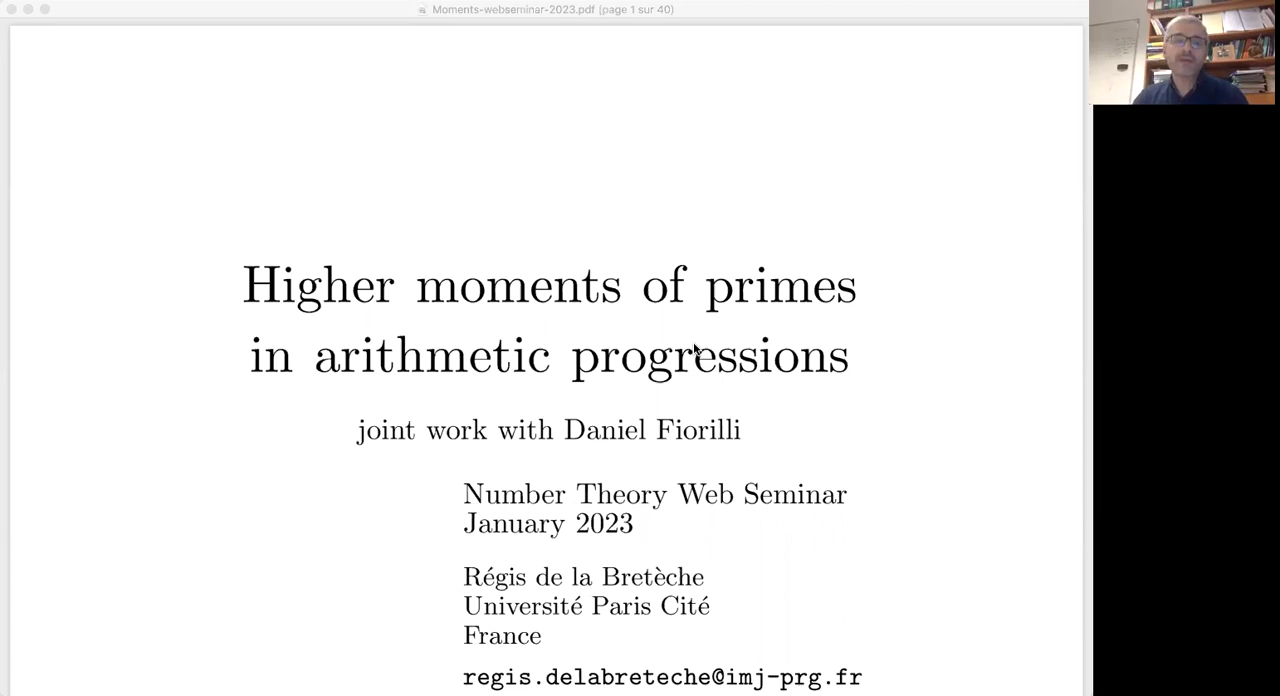 Moments-webseminar-2023.pdf (page 1 sur 40)
Higher moments of primes
in arithmetic progressions
joint work with Daniel Fiorilli
Number Theory Web Seminar
January 2023
Régis de la Bretèche
Université Paris Cité
France
regis.delabreteche@imj-prg.fr